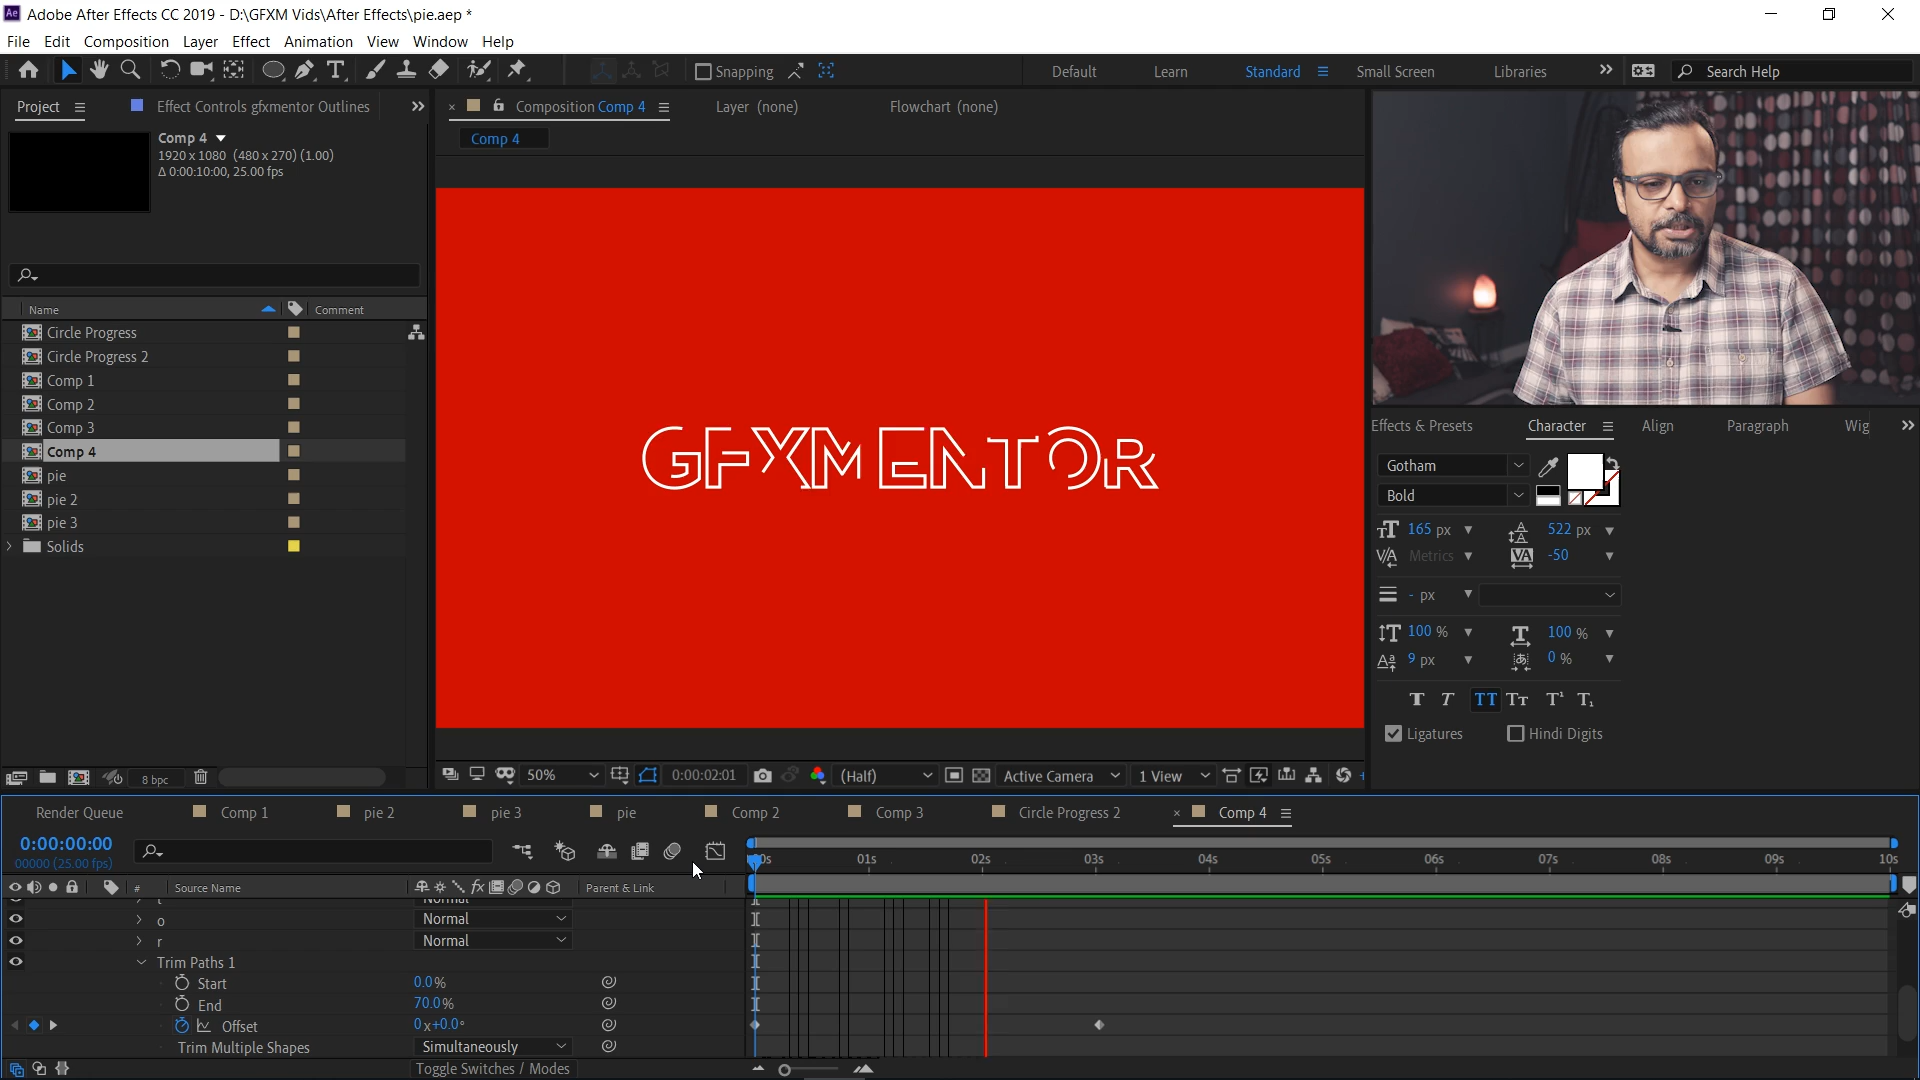 Ae Adobe After Effects CC 2019 - D:\GFXM Vids\After Effects\pie.aep *
File Edit Composition Layer Effect Animation View Window Help
Snapping Default Learn Standard Small Screen Libraries Search Help
Project Effect Controls gfxmentor Outlines Composition Comp 4 Layer (none) Flowchart (none)
Comp 4
1920 x 1080 (480 x 270) (1.00)
Δ 0:00:10:00, 25.00 fps
Comp 4
Name Comment
Circle Progress
Circle Progress 2
Comp 1
Comp 2
Comp 3
Comp 4
pie
pie 2
pie 3
Solids
8 bpc
GFXMENTOR
50% 0:00:02:01 (Half) Active Camera 1 View
Effects & Presets Character Align Paragraph Wig
Gotham
Bold
165 px 522 px
Metrics -50
- px
100 % 100 %
9 px 0 %
T T TT Tt T¹ T₁
Ligatures Hindi Digits
Render Queue Comp 1 pie 2 pie 3 pie Comp 2 Comp 3 Circle Progress 2 Comp 4
0:00:00:00
00000 (25.00 fps)
01s 02s 03s 04s 05s 06s 07s 08s 09s 10s
# Source Name fx Parent & Link
t Normal
o Normal
r Normal
Trim Paths 1
Start 0.0%
End 70.0%
Offset 0x+0.0°
Trim Multiple Shapes Simultaneously
Toggle Switches / Modes